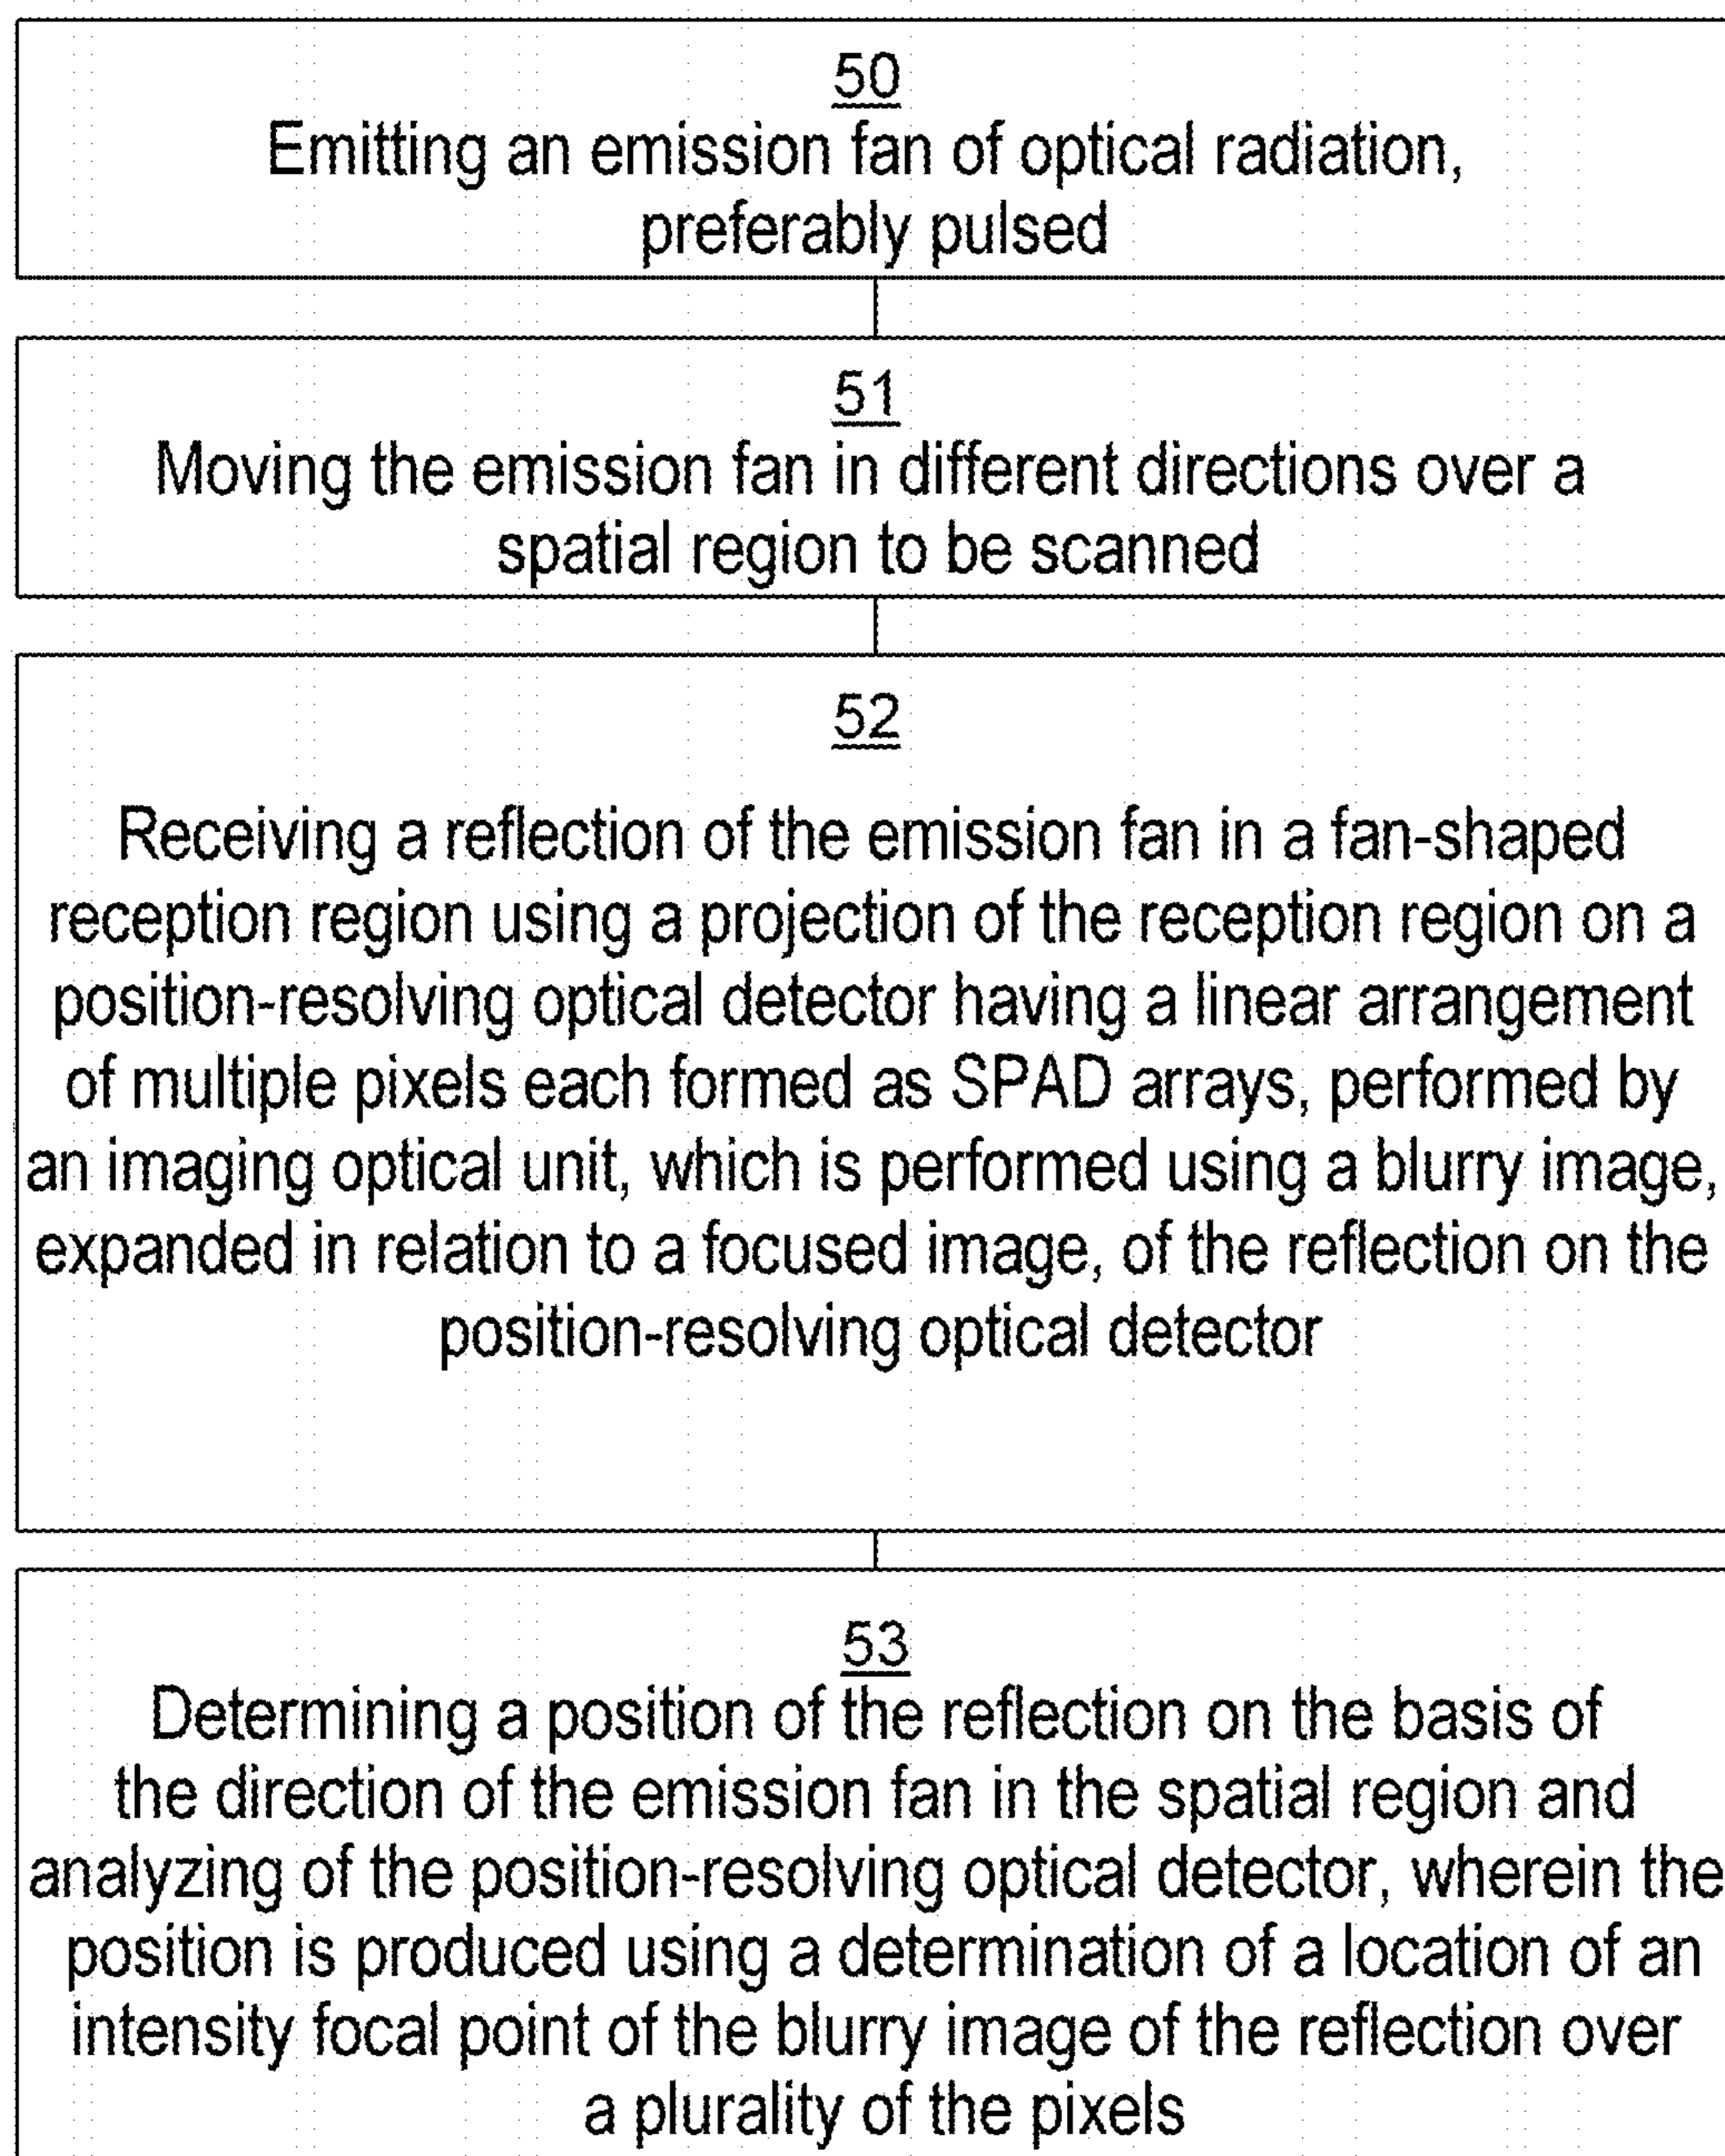 50
Emitting an emission fan of optical radiation,
preferably pulsed
51
Moving the emission fan in different directions over a
spatial region to be scanned
52
Receiving a reflection of the emission fan in a fan-shaped
reception region using a projection of the reception region on a
position-resolving optical detector having a linear arrangement
of multiple pixels each formed as SPAD arrays, performed by
an imaging optical unit, which is performed using a blurry image,
expanded in relation to a focused image, of the reflection on the
position-resolving optical detector
53
Determining a position of the reflection on the basis of
the direction of the emission fan in the spatial region and
analyzing of the position-resolving optical detector, wherein the
position is produced using a determination of a location of an
intensity focal point of the blurry image of the reflection over
a plurality of the pixels